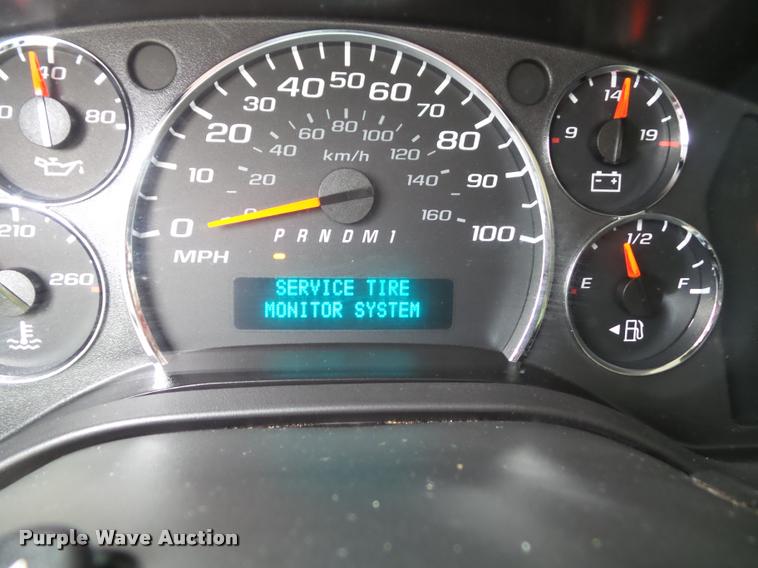 40
80
210
260
0 10 20 30 40 50 60 70 80 90 100
20 40 60 80 100 120 140 160
km/h
MPH
PRNDM1
SERVICE TIRE
MONITOR SYSTEM
9 14 19
E 1/2 F
Purple Wave Auction